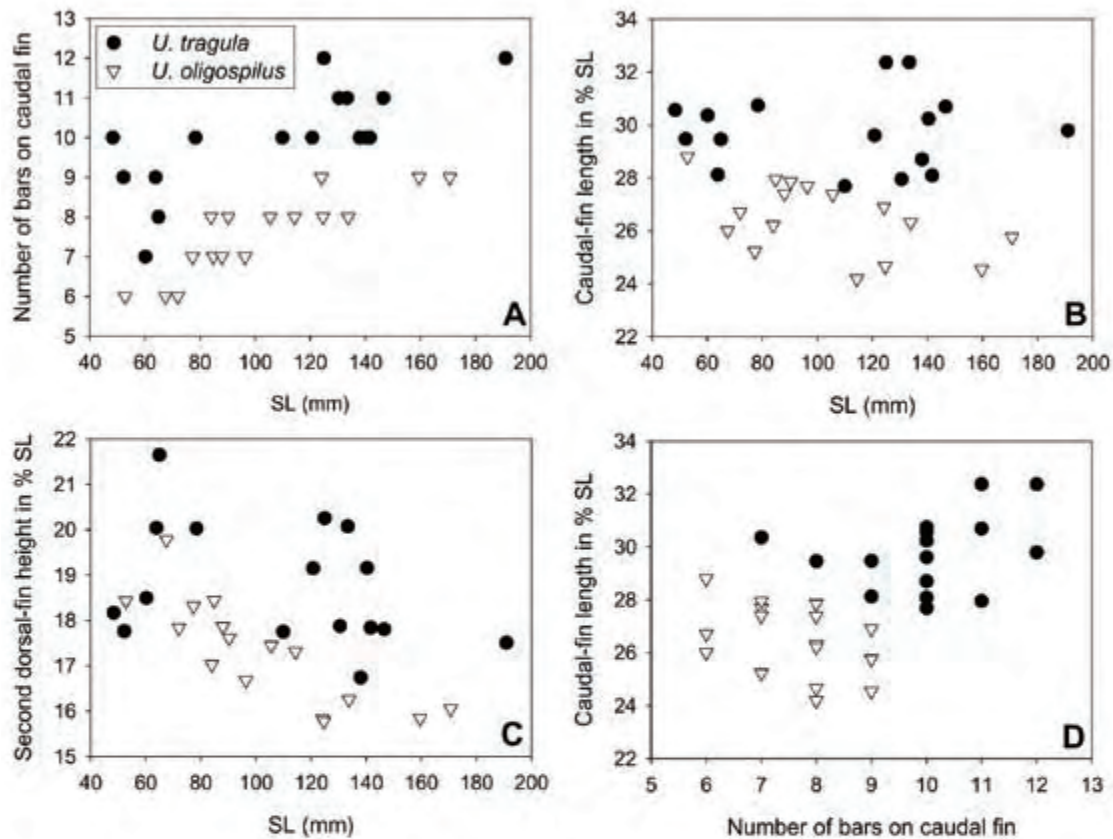 Number of bars on caudal fin
13
12
11
10
9
8
7
6
5
U. tragula
U. oligospilus
A
40 60 80 100 120 140 160 180 200
SL (mm)
Caudal-fin length in % SL
34
32
30
28
26
24
22
B
40 60 80 100 120 140 160 180 200
SL (mm)
Second dorsal-fin height in % SL
22
21
20
19
18
17
16
15
C
40 60 80 100 120 140 160 180 200
SL (mm)
Caudal-fin length in % SL
34
32
30
28
26
24
22
D
5 6 7 8 9 10 11 12 13
Number of bars on caudal fin